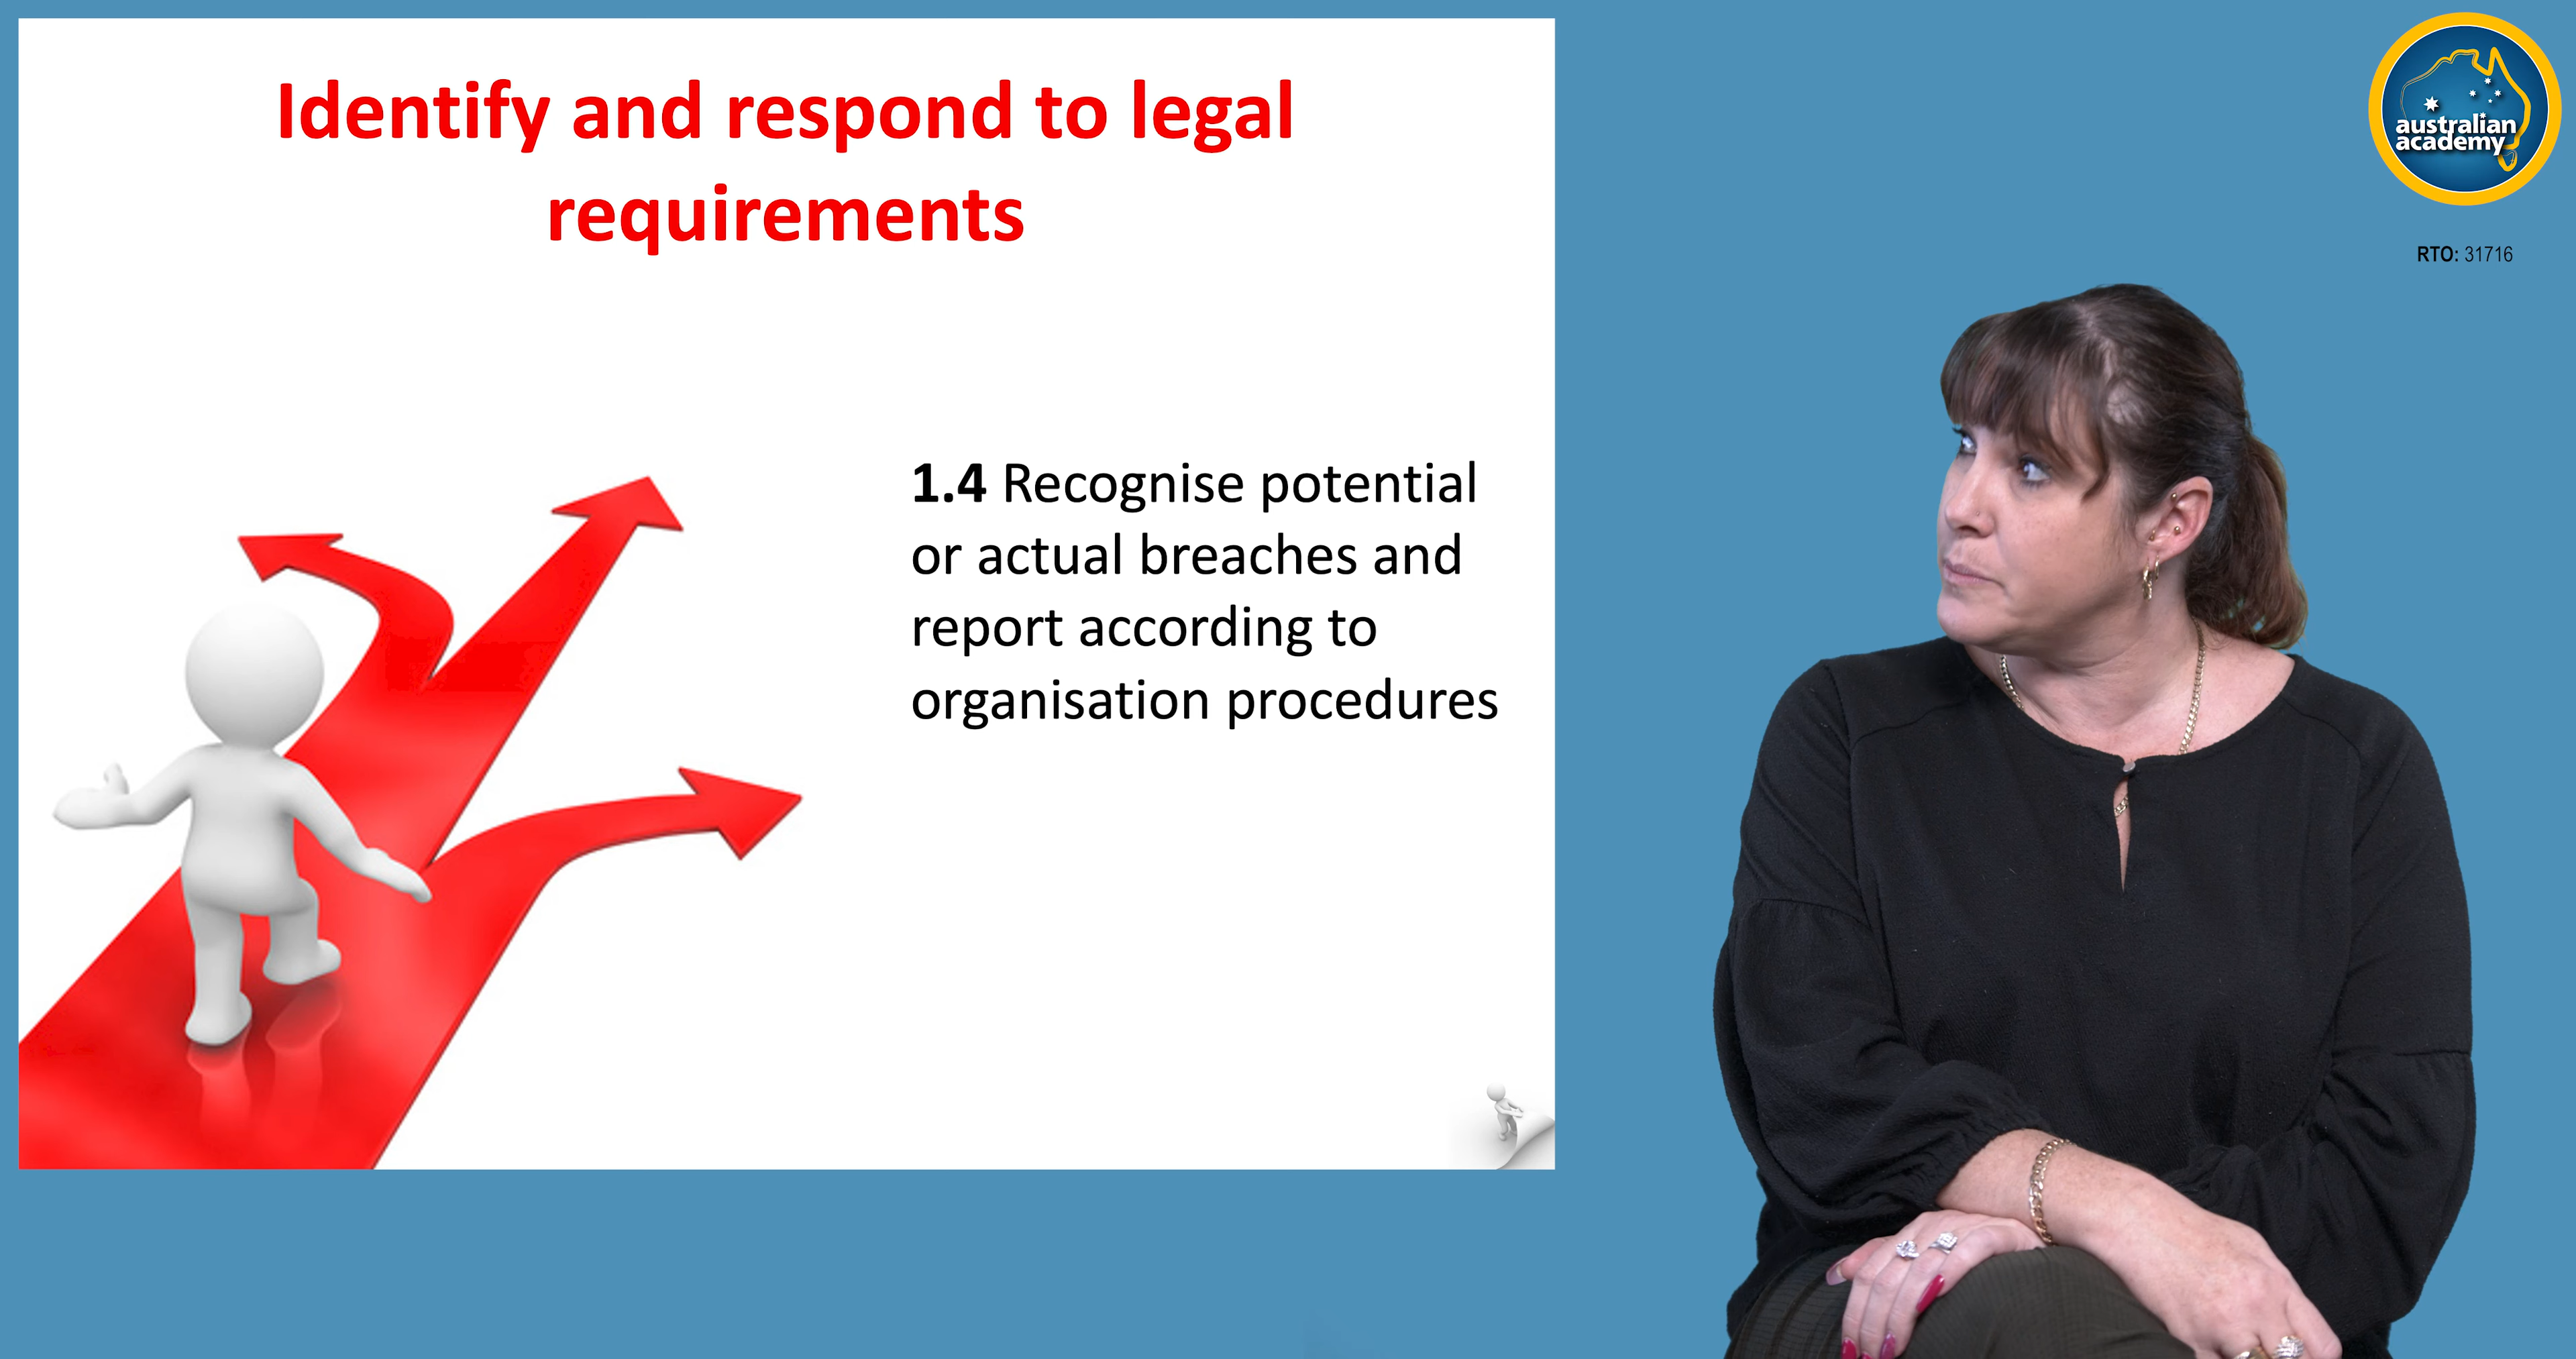 Identify and respond to legal
requirements
1.4 Recognise potential
or actual breaches and
report according to
organisation procedures
australian
academy
RTO: 31716